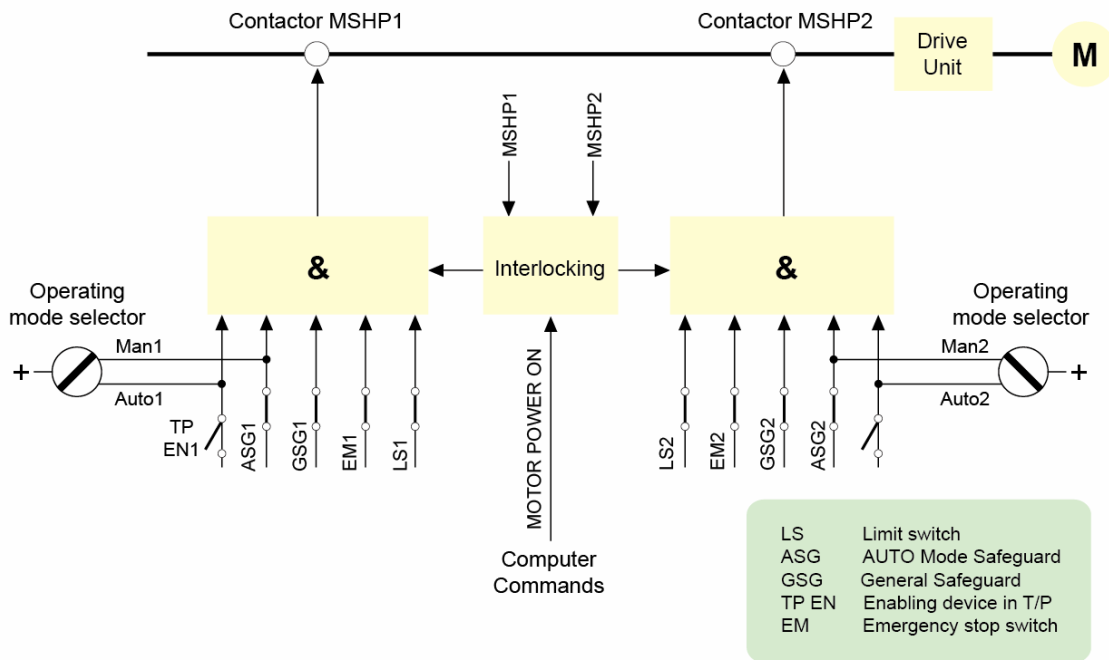 Contactor MSHP1
Contactor MSHP2
Drive
Unit
M
MSHP1
MSHP2
&
Interlocking
&
Operating
mode selector
Operating
mode selector
+
Man1
Auto1
Man2
Auto2
+
TP
EN1
ASG1
GSG1
EM1
LS1
MOTOR POWER ON
LS2
EM2
GSG2
ASG2
Computer
Commands
LS Limit switch
ASG AUTO Mode Safeguard
GSG General Safeguard
TP EN Enabling device in T/P
EM Emergency stop switch